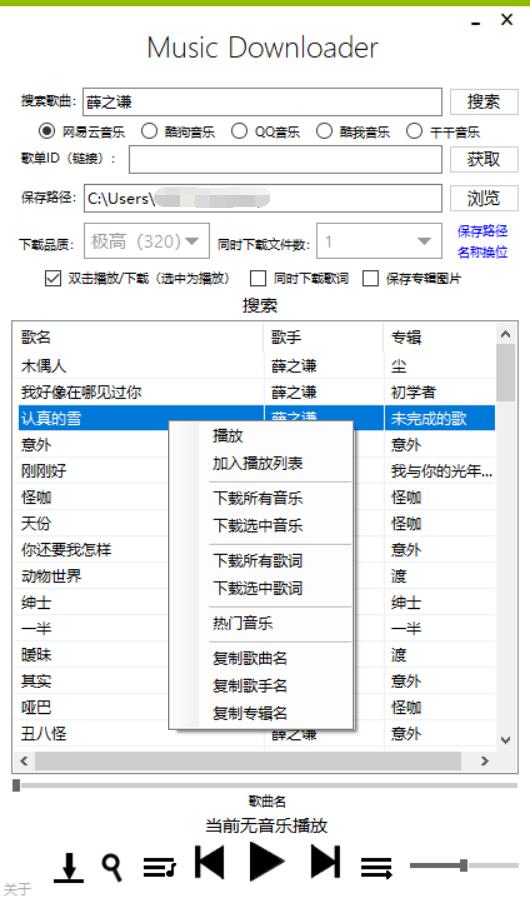 Music Downloader
搜索歌曲: 薛之谦 搜索
网易云音乐 酷狗音乐 QQ音乐 酷我音乐 千千音乐
歌单ID（链接）： 获取
保存路径: C:\Users\ 浏览
下载品质: 极高（320） 同时下载文件数: 1 保存路径
名称换位
双击播放/下载（选中为播放） 同时下载歌词 保存专辑图片
搜索
歌名 歌手 专辑
木偶人 薛之谦 尘
我好像在哪见过你 薛之谦 初学者
认真的雪 薛之谦 未完成的歌
意外 意外
刚刚好 我与你的光年...
怪咖 怪咖
天份 怪咖
你还要我怎样 意外
动物世界 渡
绅士 绅士
一半 一半
暧昧 渡
其实 意外
哑巴 怪咖
丑八怪 薛之谦 意外
播放
加入播放列表
下载所有音乐
下载选中音乐
下载所有歌词
下载选中歌词
热门音乐
复制歌曲名
复制歌手名
复制专辑名
歌曲名
当前无音乐播放
关于